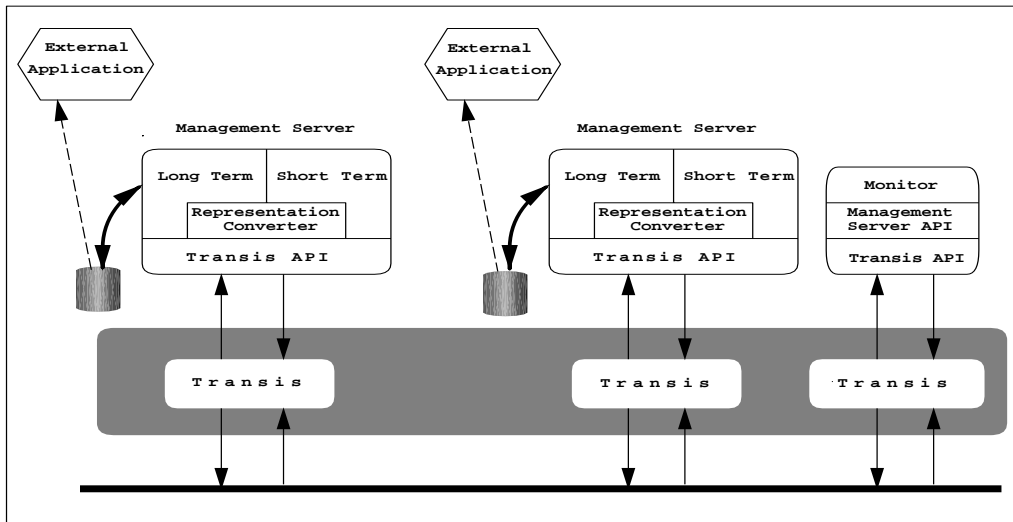 External
Application
External
Application
Management Server
Management Server
Long Term
Short Term
Long Term
Short Term
Monitor
Representation
Converter
Representation
Converter
Management
Server API
Transis API
Transis API
Transis API
Transis
Transis
Transis